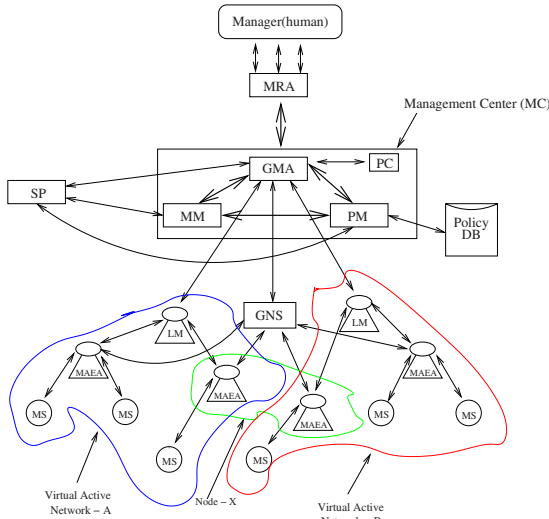 Manager(human)
MRA
Management Center (MC)
GMA
PC
SP
MM
PM
Policy
DB
GNS
LM
LM
MAEA
MAEA
MAEA
MAEA
MS
MS
MS
MS
MS
MS
Virtual Active
Network – A
Node – X
Virtual Active